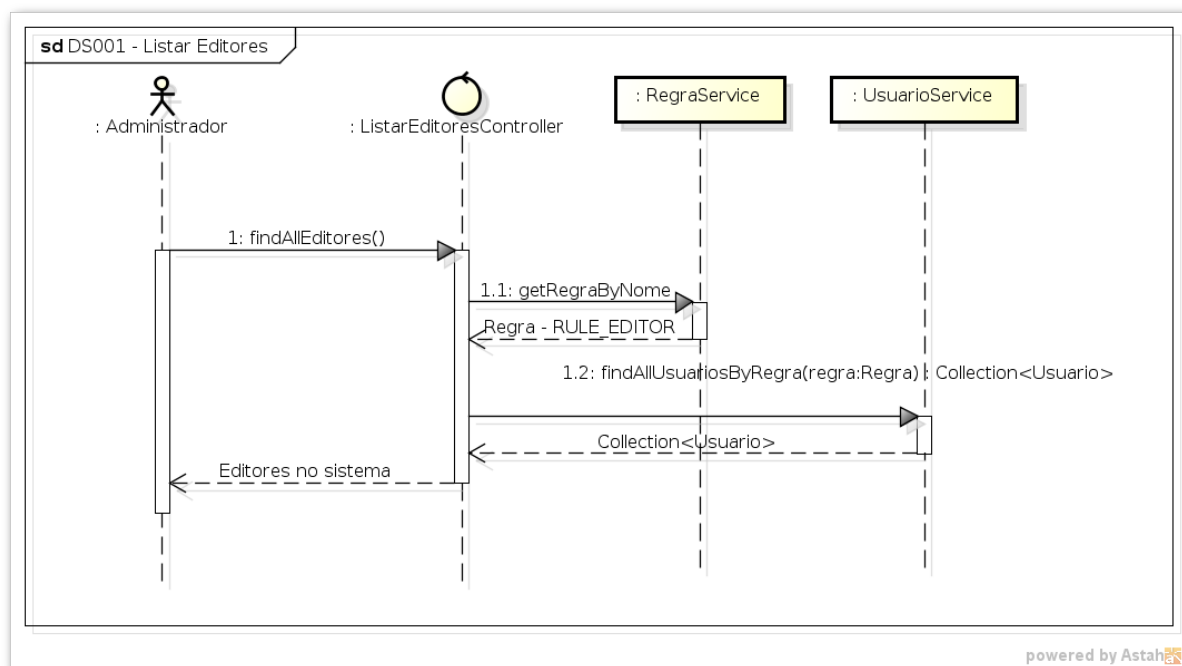 sd DS001 - Listar Editores
: Administrador
: ListarEditoresController
: RegraService
: UsuarioService
1: findAllEditores()
1.1: getRegraByNome
Regra - RULE_EDITOR
1.2: findAllUsuariosByRegra(regra:Regra) : Collection<Usuario>
Collection<Usuario>
Editores no sistema
powered by Astah